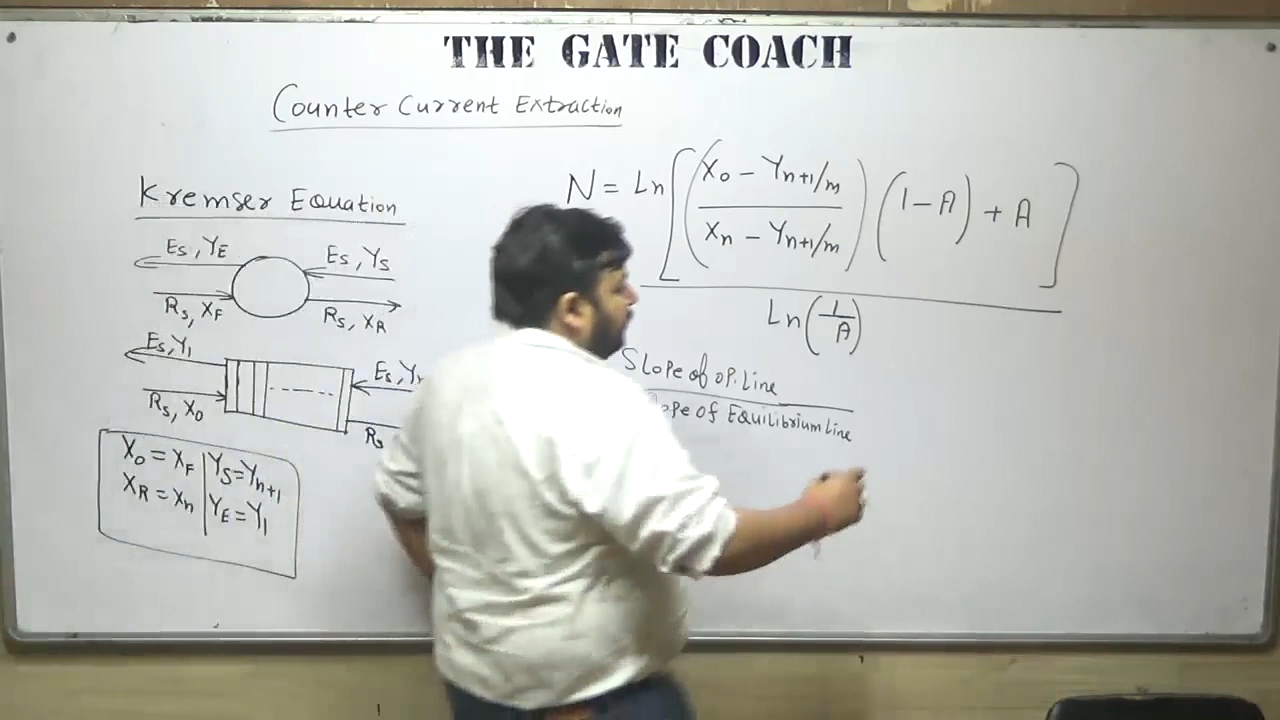 THE GATE COACH
Counter Current Extraction
Kremser Equation
Es, YE
Es, Ys
Rs, XF
Rs, XR
Es, Y1
Rs, X0
Es,
Rs
X0 = XF | Ys = Yn+1
XR = Xn | YE = Y1
N = Ln [ ( X0 - Yn+1/m
Xn - Yn+1/m ) (1 - A) + A ]
Ln (1/A)
Slope of op. Line
ope of Equilibrium Line